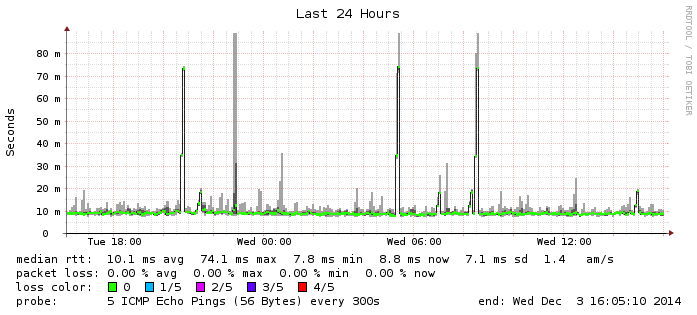 Last 24 Hours
RRDTOOL / TOBI OETIKER
Seconds
80 m
70 m
60 m
50 m
40 m
30 m
20 m
10 m
0
Tue 18:00 Wed 00:00 Wed 06:00 Wed 12:00
median rtt: 10.1 ms avg 74.1 ms max 7.8 ms min 8.8 ms now 7.1 ms sd 1.4 am/s
packet loss: 0.00 % avg 0.00 % max 0.00 % min 0.00 % now
loss color: 0 1/5 2/5 3/5 4/5
probe: 5 ICMP Echo Pings (56 Bytes) every 300s end: Wed Dec 3 16:05:10 2014